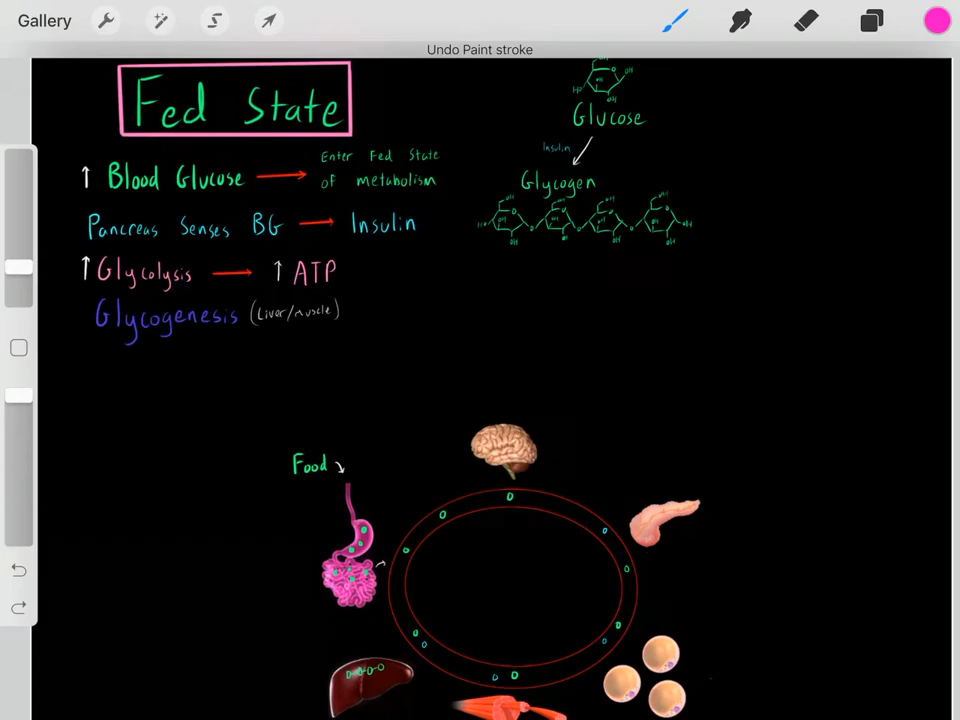 Gallery
Undo Paint stroke
Fed State
↑ Blood Glucose → Enter Fed State
of metabolism
Pancreas Senses BG → Insulin
↑ Glycolysis → ↑ ATP
Glycogenesis (Liver/muscle)
Glucose
Insulin
Glycogen
Food